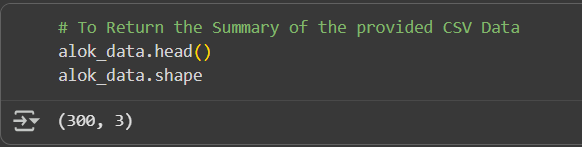 # To Return the Summary of the provided CSV Data
alok_data.head()
alok_data.shape
(300, 3)